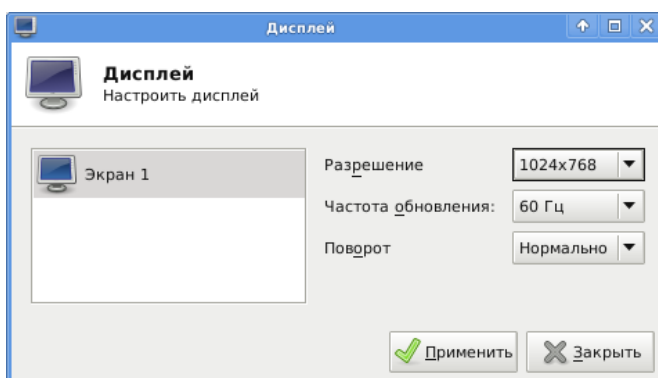 Дисплей
Дисплей
Настроить дисплей
Экран 1
Разрешение 1024x768
Частота обновления: 60 Гц
Поворот Нормально
Применить Закрыть